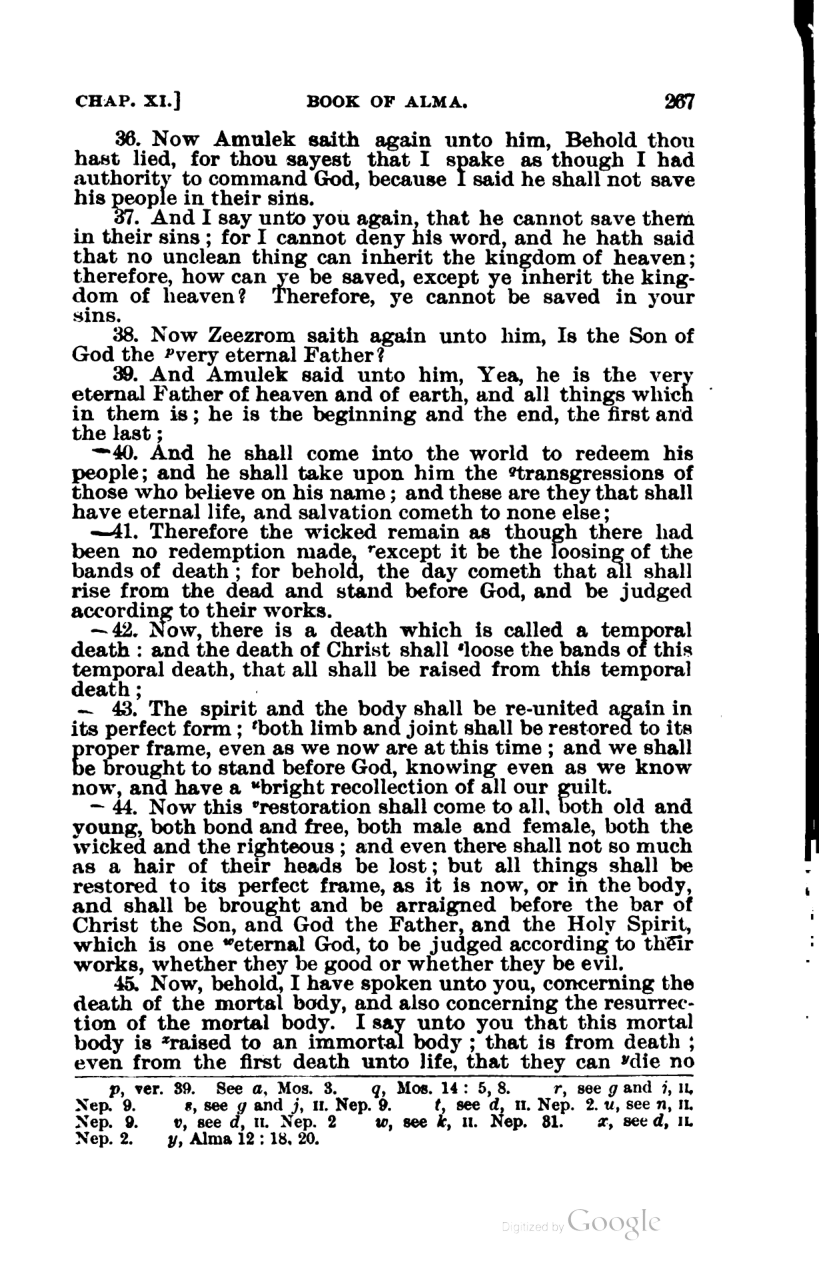 CHAP. XI.] BOOK OF ALMA. 267
36. Now Amulek saith again unto him, Behold thou
hast lied, for thou sayest that I spake as though I had
authority to command God, because I said he shall not save
his people in their sins.
37. And I say unto you again, that he cannot save them
in their sins; for I cannot deny his word, and he hath said
that no unclean thing can inherit the kingdom of heaven;
therefore, how can ye be saved, except ye inherit the king-
dom of heaven? Therefore, ye cannot be saved in your
sins.
38. Now Zeezrom saith again unto him, Is the Son of
God the pvery eternal Father?
39. And Amulek said unto him, Yea, he is the very
eternal Father of heaven and of earth, and all things which
in them is; he is the beginning and the end, the first and
the last;
40. And he shall come into the world to redeem his
people; and he shall take upon him the qtransgressions of
those who believe on his name; and these are they that shall
have eternal life, and salvation cometh to none else;
41. Therefore the wicked remain as though there had
been no redemption made, rexcept it be the loosing of the
bands of death; for behold, the day cometh that all shall
rise from the dead and stand before God, and be judged
according to their works.
42. Now, there is a death which is called a temporal
death: and the death of Christ shall sloose the bands of this
temporal death, that all shall be raised from this temporal
death;
43. The spirit and the body shall be re-united again in
its perfect form; tboth limb and joint shall be restored to its
proper frame, even as we now are at this time; and we shall
be brought to stand before God, knowing even as we know
now, and have a ubright recollection of all our guilt.
44. Now this vrestoration shall come to all, both old and
young, both bond and free, both male and female, both the
wicked and the righteous; and even there shall not so much
as a hair of their heads be lost; but all things shall be
restored to its perfect frame, as it is now, or in the body,
and shall be brought and be arraigned before the bar of
Christ the Son, and God the Father, and the Holy Spirit,
which is one weternal God, to be judged according to their
works, whether they be good or whether they be evil.
45. Now, behold, I have spoken unto you, concerning the
death of the mortal body, and also concerning the resurrec-
tion of the mortal body. I say unto you that this mortal
body is xraised to an immortal body; that is from death;
even from the first death unto life, that they can ydie no
p, ver. 39. See a, Mos. 3. q, Mos. 14: 5, 8. r, see g and i, II.
Nep. 9. s, see g and j, II. Nep. 9. t, see d, II. Nep. 2. u, see n, II.
Nep. 9. v, see d, II. Nep. 2 w, see k, II. Nep. 31. x, see d, II.
Nep. 2. y, Alma 12: 18, 20.
Digitized by Google